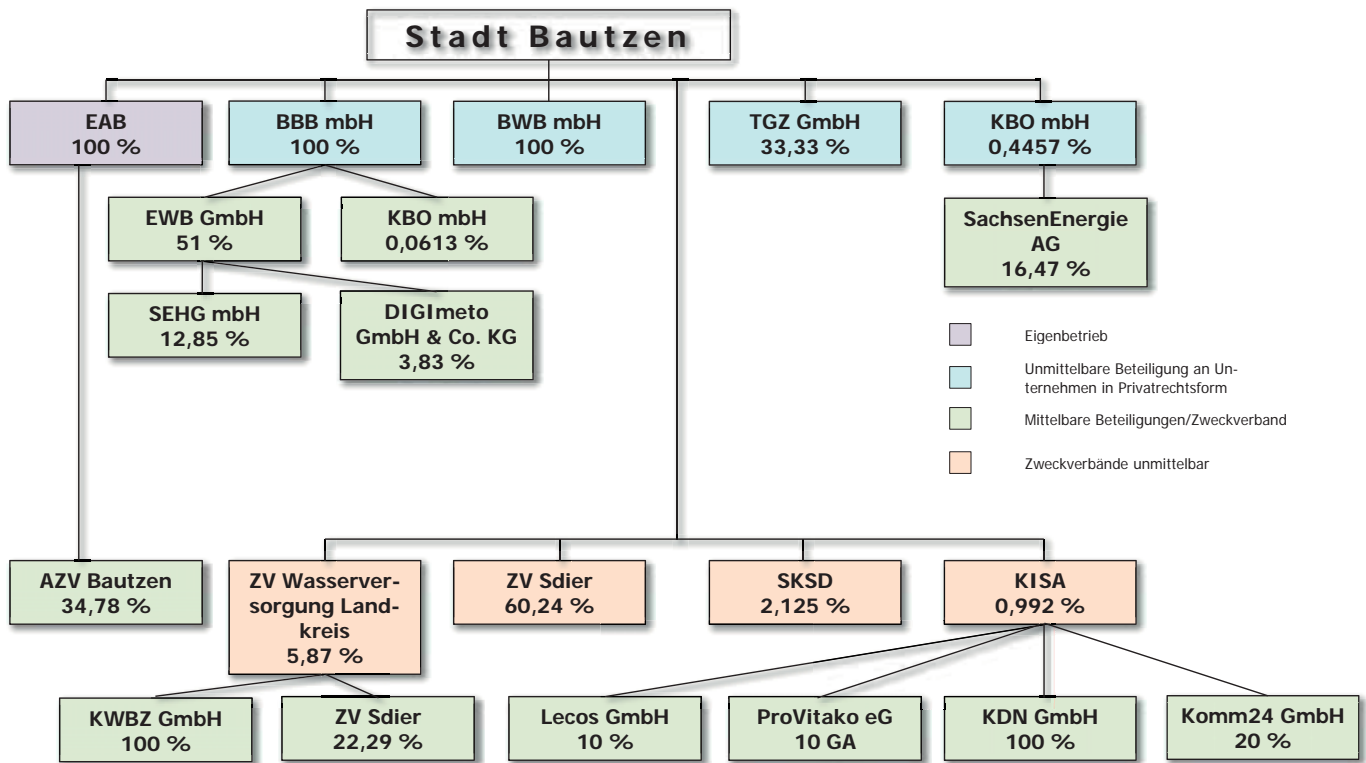 Stadt Bautzen
EAB
100 %
BBB mbH
100 %
BWB mbH
100 %
TGZ GmbH
33,33 %
KBO mbH
0,4457 %
EWB GmbH
51 %
KBO mbH
0,0613 %
SachsenEnergie
AG
16,47 %
SEHG mbH
12,85 %
DIGImeto
GmbH & Co. KG
3,83 %
Eigenbetrieb
Unmittelbare Beteiligung an Un-
ternehmen in Privatrechtsform
Mittelbare Beteiligungen/Zweckverband
Zweckverbände unmittelbar
AZV Bautzen
34,78 %
ZV Wasserver-
sorgung Land-
kreis
5,87 %
ZV Sdier
60,24 %
SKSD
2,125 %
KISA
0,992 %
KWBZ GmbH
100 %
ZV Sdier
22,29 %
Lecos GmbH
10 %
ProVitako eG
10 GA
KDN GmbH
100 %
Komm24 GmbH
20 %